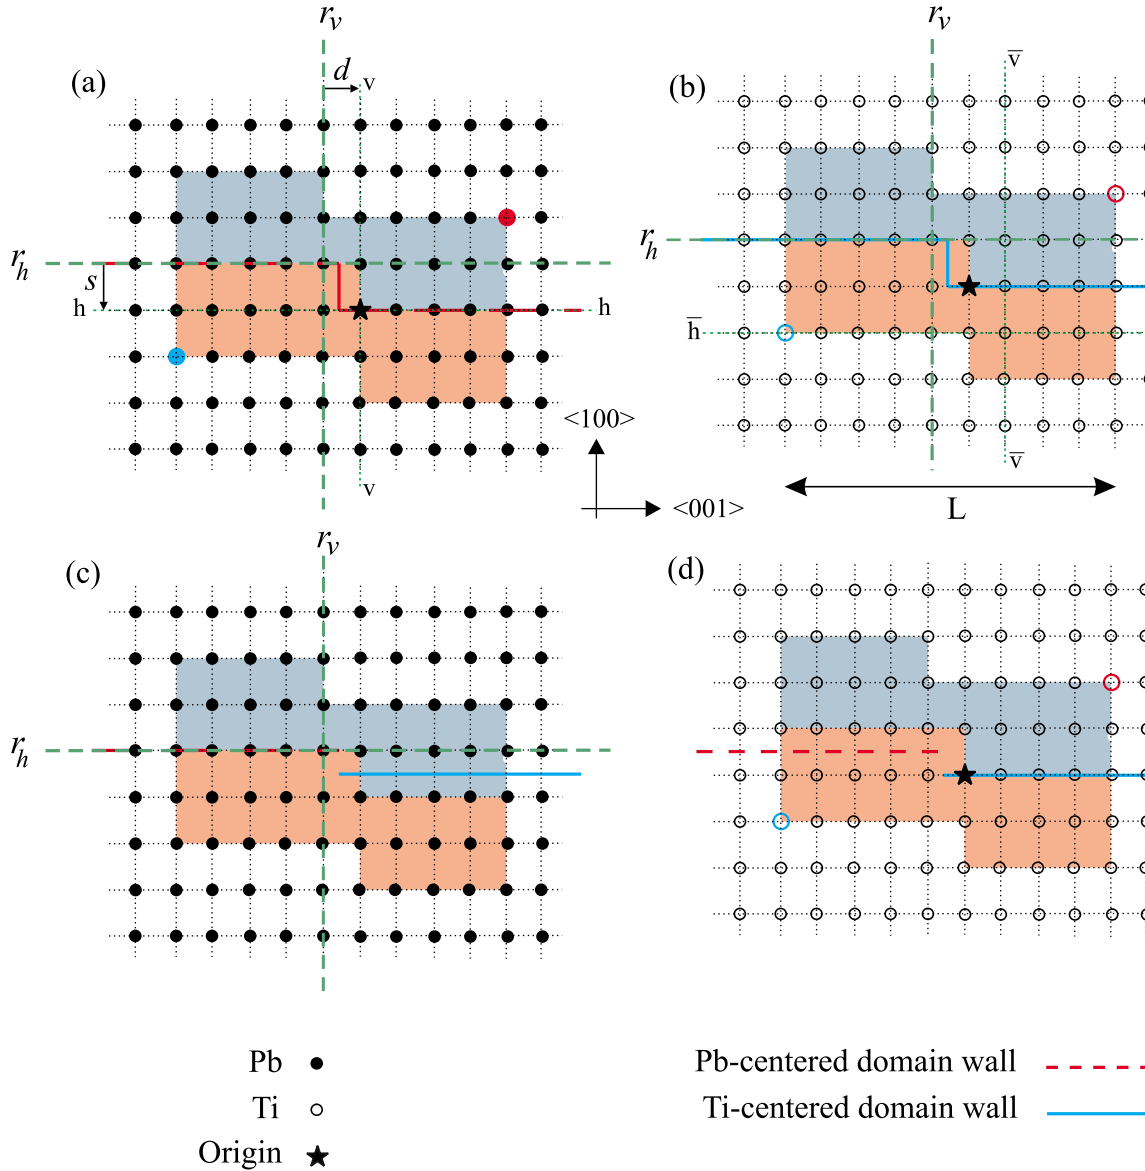 r_v
r_v
(a)
d
v
v̅
(b)
r_h
s
h
h
r_h
h̅
<100>
v
v̅
<001>
L
r_v
(c)
(d)
r_h
Pb
Pb-centered domain wall
Ti
Ti-centered domain wall
Origin